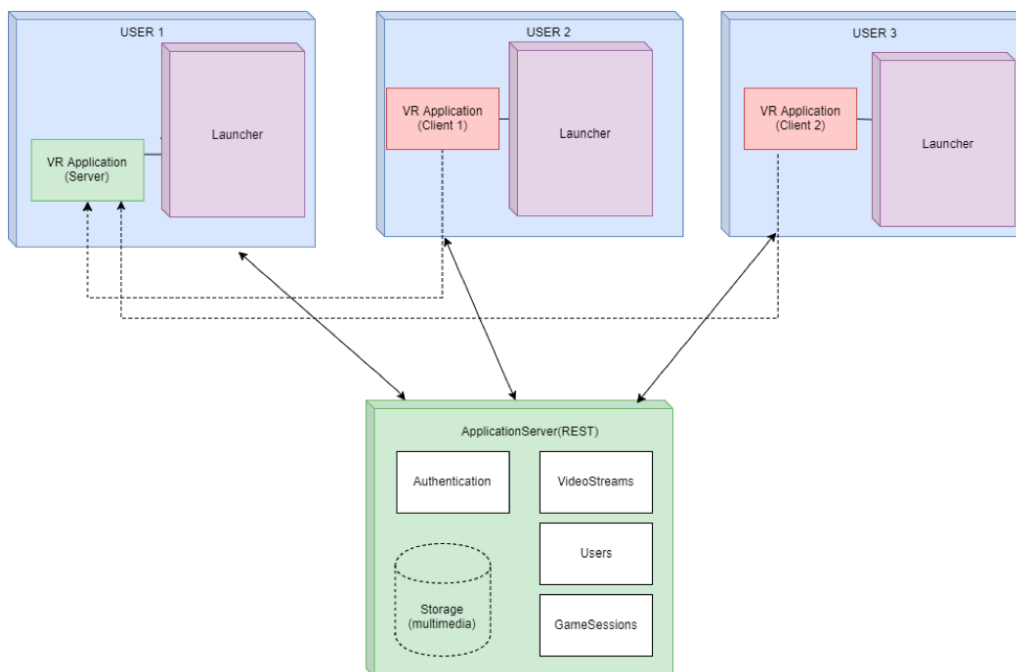 USER 1
Launcher
VR Application
(Server)
USER 2
VR Application
(Client 1)
Launcher
USER 3
VR Application
(Client 2)
Launcher
ApplicationServer(REST)
Authentication
VideoStreams
Users
Storage
(multimedia)
GameSessions